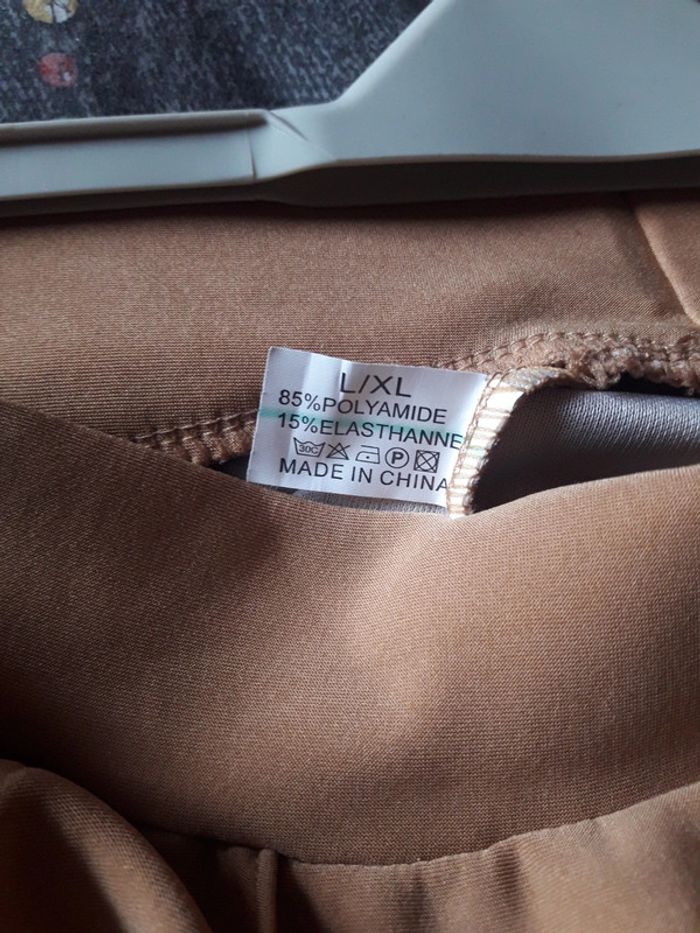 L/XL
85%POLYAMIDE
15%ELASTHANNE
30C P
MADE IN CHINA